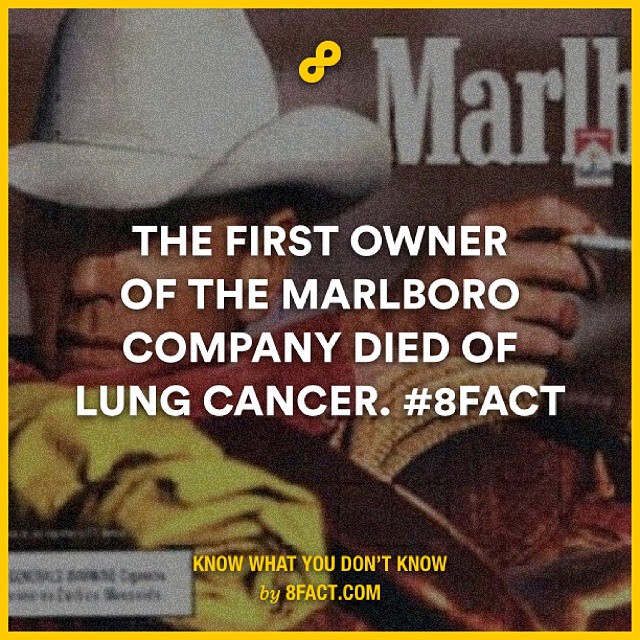 Marlb
THE FIRST OWNER
OF THE MARLBORO
COMPANY DIED OF
LUNG CANCER. #8FACT
KNOW WHAT YOU DON'T KNOW
by 8FACT.COM